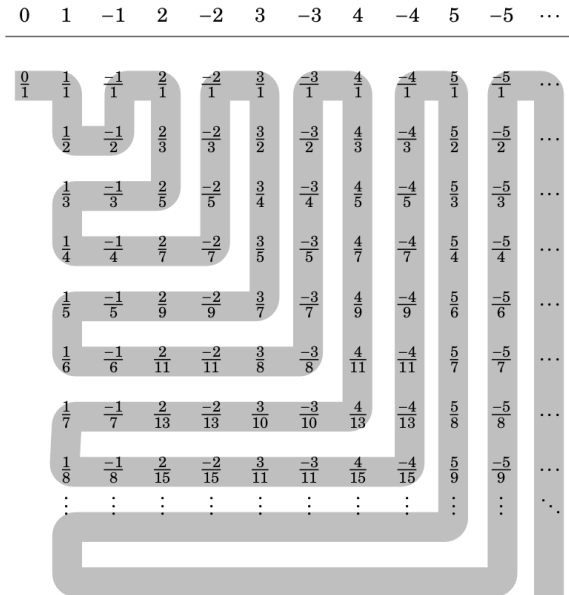 0 1 −1 2 −2 3 −3 4 −4 5 −5 ⋯
0/1 1/1 −1/1 2/1 −2/1 3/1 −3/1 4/1 −4/1 5/1 −5/1 ⋯
1/2 −1/2 2/3 −2/3 3/2 −3/2 4/3 −4/3 5/2 −5/2 ⋯
1/3 −1/3 2/5 −2/5 3/4 −3/4 4/5 −4/5 5/3 −5/3 ⋯
1/4 −1/4 2/7 −2/7 3/5 −3/5 4/7 −4/7 5/4 −5/4 ⋯
1/5 −1/5 2/9 −2/9 3/7 −3/7 4/9 −4/9 5/6 −5/6 ⋯
1/6 −1/6 2/11 −2/11 3/8 −3/8 4/11 −4/11 5/7 −5/7 ⋯
1/7 −1/7 2/13 −2/13 3/10 −3/10 4/13 −4/13 5/8 −5/8 ⋯
1/8 −1/8 2/15 −2/15 3/11 −3/11 4/15 −4/15 5/9 −5/9 ⋯
⋮ ⋮ ⋮ ⋮ ⋮ ⋮ ⋮ ⋮ ⋮ ⋮ ⋱